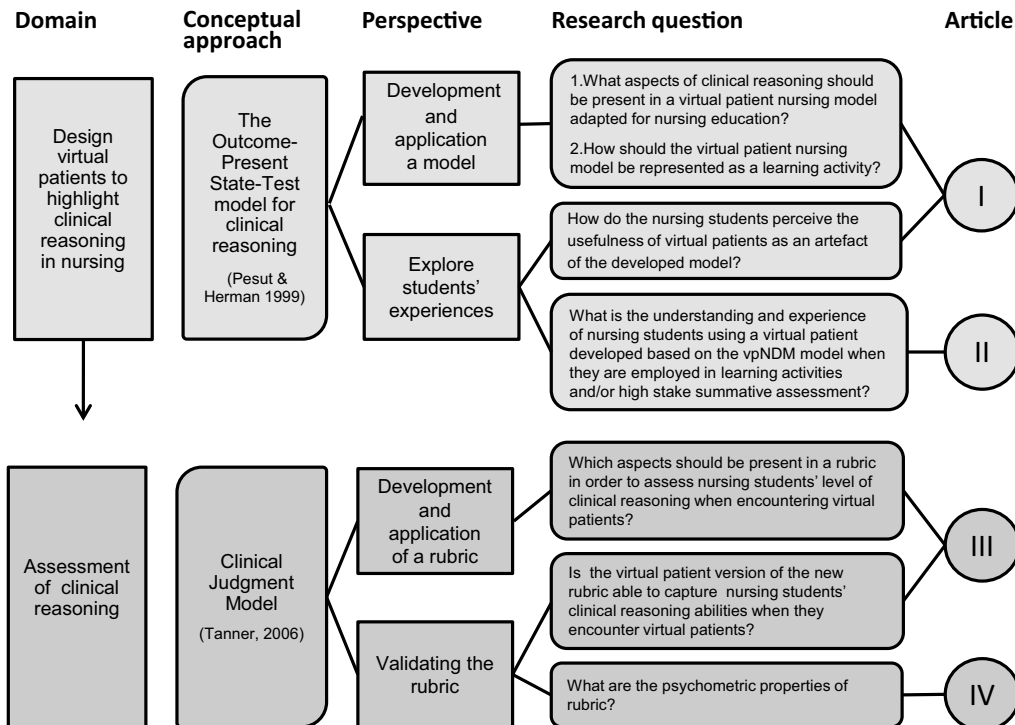 Domain
Conceptual
approach
Perspective
Research question
Article
Design
virtual
patients to
highlight
clinical
reasoning
in nursing
The
Outcome-
Present
State-Test
model for
clinical
reasoning
(Pesut &
Herman 1999)
Development
and
application
a model
1.What aspects of clinical reasoning should
be present in a virtual patient nursing model
adapted for nursing education?
2.How should the virtual patient nursing
model be represented as a learning activity?
I
Explore
students’
experiences
How do the nursing students perceive the
usefulness of virtual patients as an artefact
of the developed model?
What is the understanding and experience
of nursing students using a virtual patient
developed based on the vpNDM model when
they are employed in learning activities
and/or high stake summative assessment?
II
Assessment
of clinical
reasoning
Clinical
Judgment
Model
(Tanner, 2006)
Development
and
application
of a rubric
Which aspects should be present in a rubric
in order to assess nursing students’ level of
clinical reasoning when encountering virtual
patients?
III
Validating the
rubric
Is the virtual patient version of the new
rubric able to capture nursing students’
clinical reasoning abilities when they
encounter virtual patients?
What are the psychometric properties of
rubric?
IV